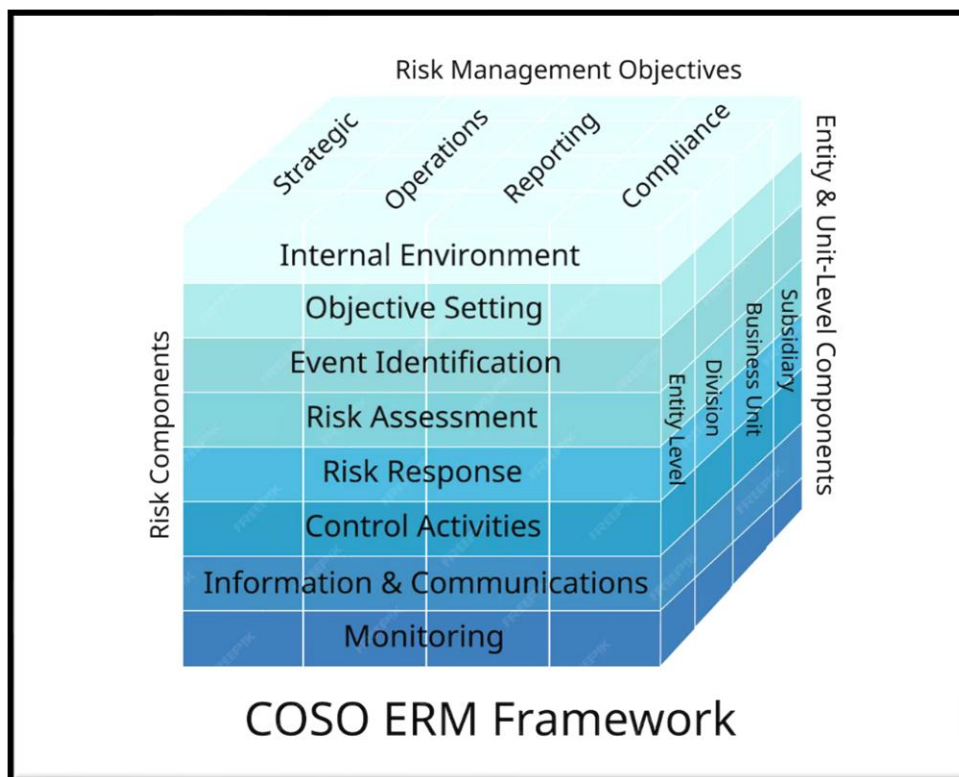 Risk Management Objectives
Strategic
Operations
Reporting
Compliance
Internal Environment
Objective Setting
Event Identification
Risk Assessment
Risk Response
Control Activities
Information & Communications
Monitoring
Risk Components
Entity Level
Division
Business Unit
Subsidiary
Entity & Unit-Level Components
FREEPIK
COSO ERM Framework